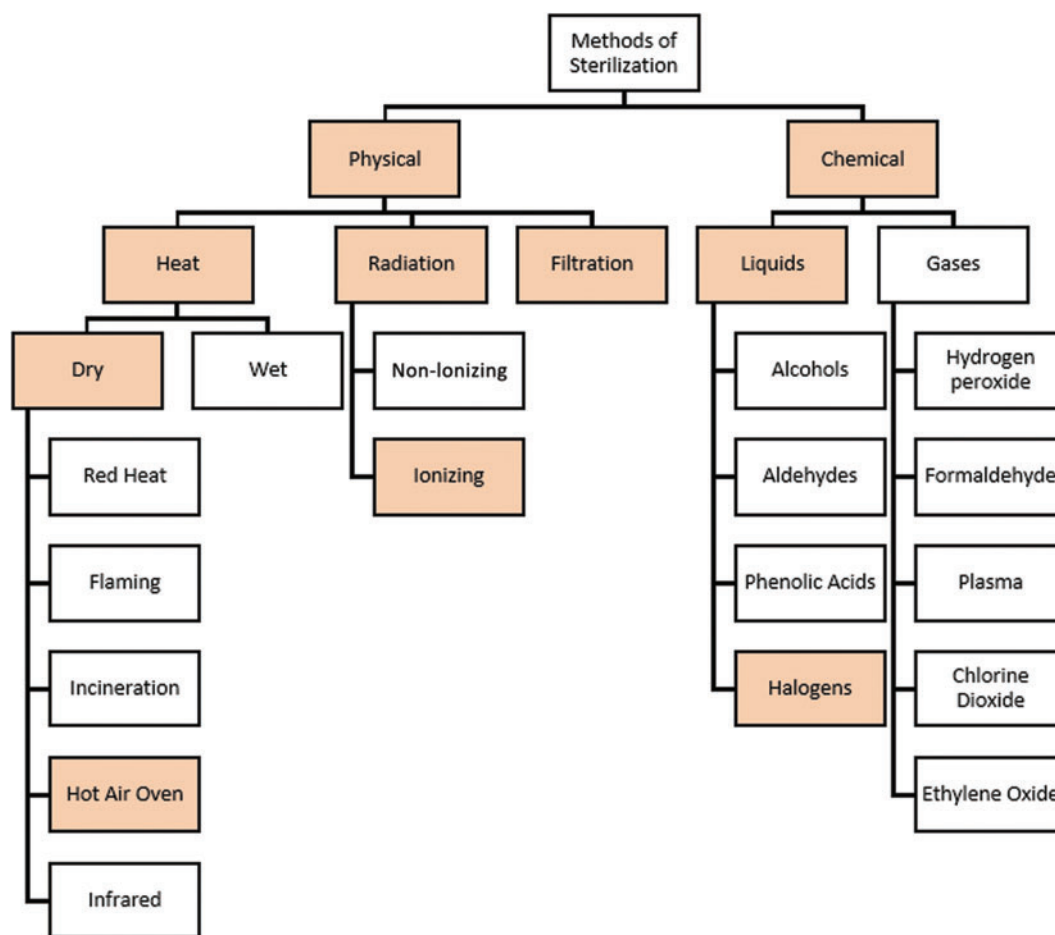 Methods of
Sterilization
Physical
Chemical
Heat
Radiation
Filtration
Liquids
Gases
Dry
Wet
Non-Ionizing
Alcohols
Hydrogen
peroxide
Red Heat
Ionizing
Aldehydes
Formaldehyde
Flaming
Phenolic Acids
Plasma
Incineration
Halogens
Chlorine
Dioxide
Hot Air Oven
Ethylene Oxide
Infrared